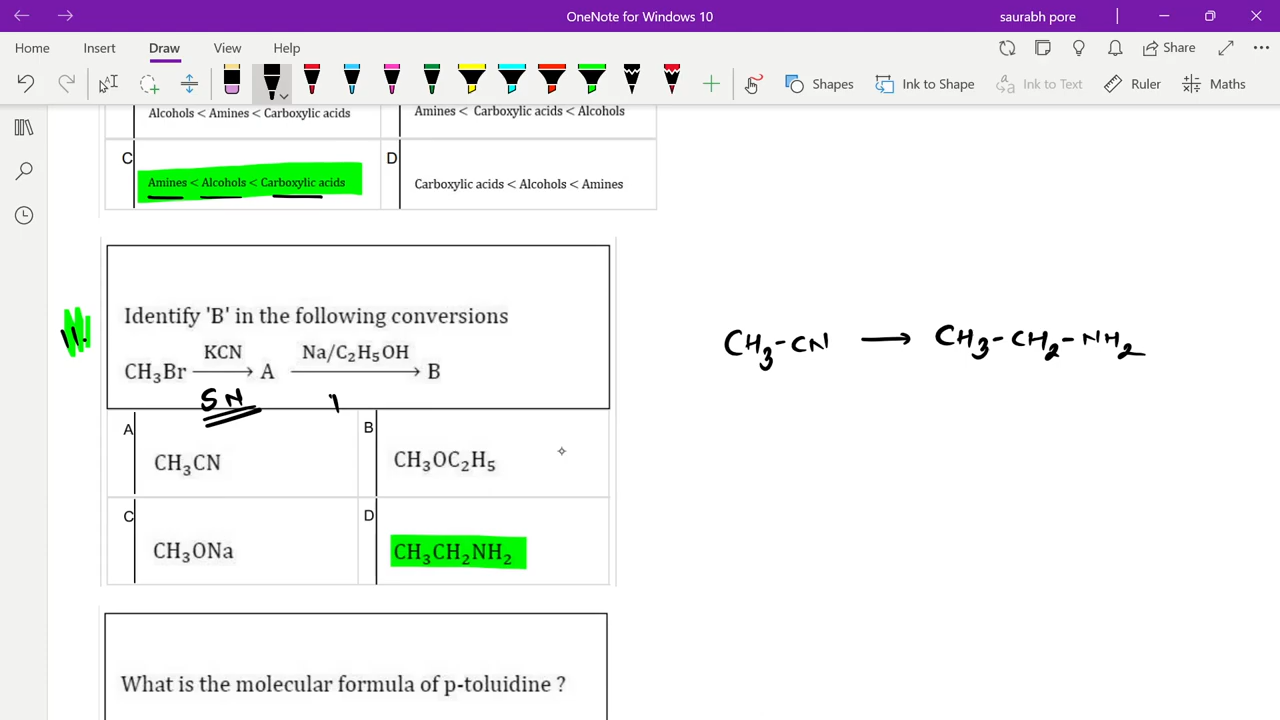 OneNote for Windows 10
saurabh pore
Home Insert Draw View Help
Share
Shapes Ink to Shape Ink to Text Ruler Maths
Alcohols < Amines < Carboxylic acids
Amines < Carboxylic acids < Alcohols
C
Amines < Alcohols < Carboxylic acids
D
Carboxylic acids < Alcohols < Amines
11.
Identify 'B' in the following conversions
CH₃Br —KCN→ A —Na/C₂H₅OH→ B
SN
A
CH₃CN
B
CH₃OC₂H₅
C
CH₃ONa
D
CH₃CH₂NH₂
CH₃-CN → CH₃-CH₂-NH₂
What is the molecular formula of p-toluidine ?